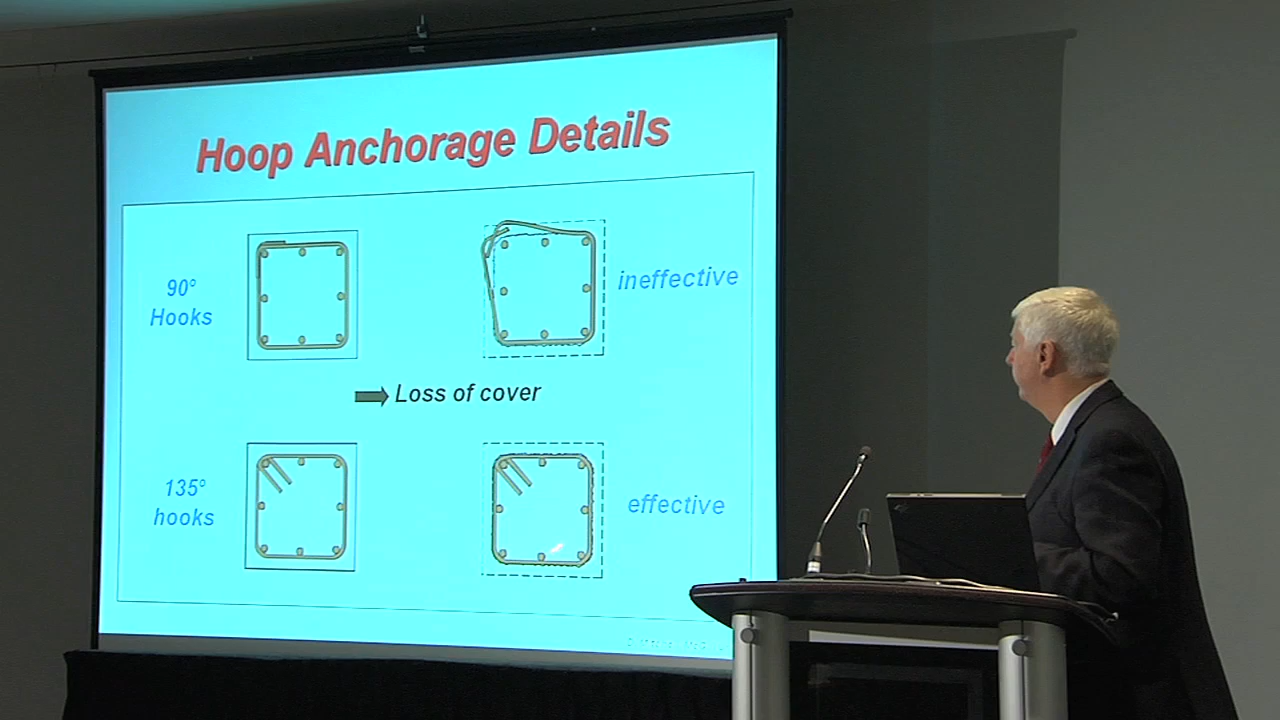 Hoop Anchorage Details
90°
Hooks
ineffective
Loss of cover
135°
hooks
effective